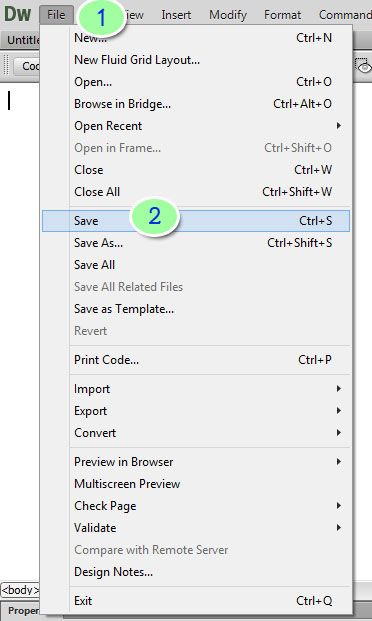 Dw File 1 View Insert Modify Format Command
Untitle
New... Ctrl+N
Cod
New Fluid Grid Layout...
Open... Ctrl+O
Browse in Bridge... Ctrl+Alt+O
Open Recent
Open in Frame... Ctrl+Shift+O
Close Ctrl+W
Close All Ctrl+Shift+W
Save 2 Ctrl+S
Save As... Ctrl+Shift+S
Save All
Save All Related Files
Save as Template...
Revert
Print Code... Ctrl+P
Import
Export
Convert
Preview in Browser
Multiscreen Preview
Check Page
Validate
Compare with Remote Server
Design Notes...
<body>
Exit Ctrl+Q
Proper